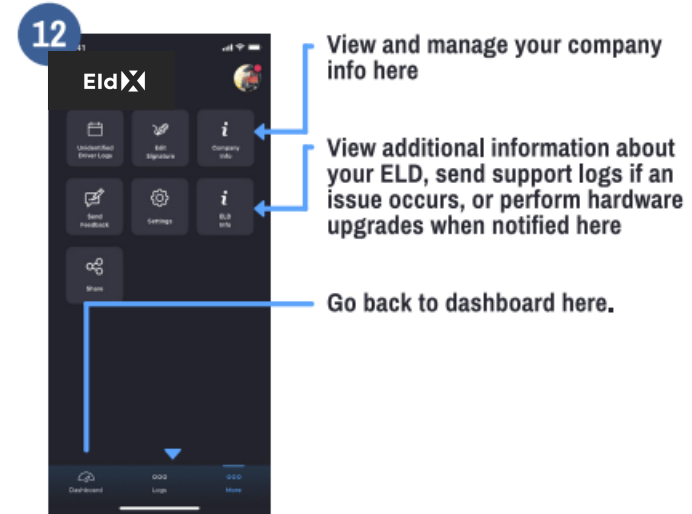 12
41
EldX
View and manage your company
info here
Unidentified
Driver Logs
Edit
Signature
Company
Info
View additional information about
your ELD, send support logs if an
issue occurs, or perform hardware
upgrades when notified here
Send
Feedback
Settings
ELD
Info
Share
Go back to dashboard here.
Dashboard
Logs
More